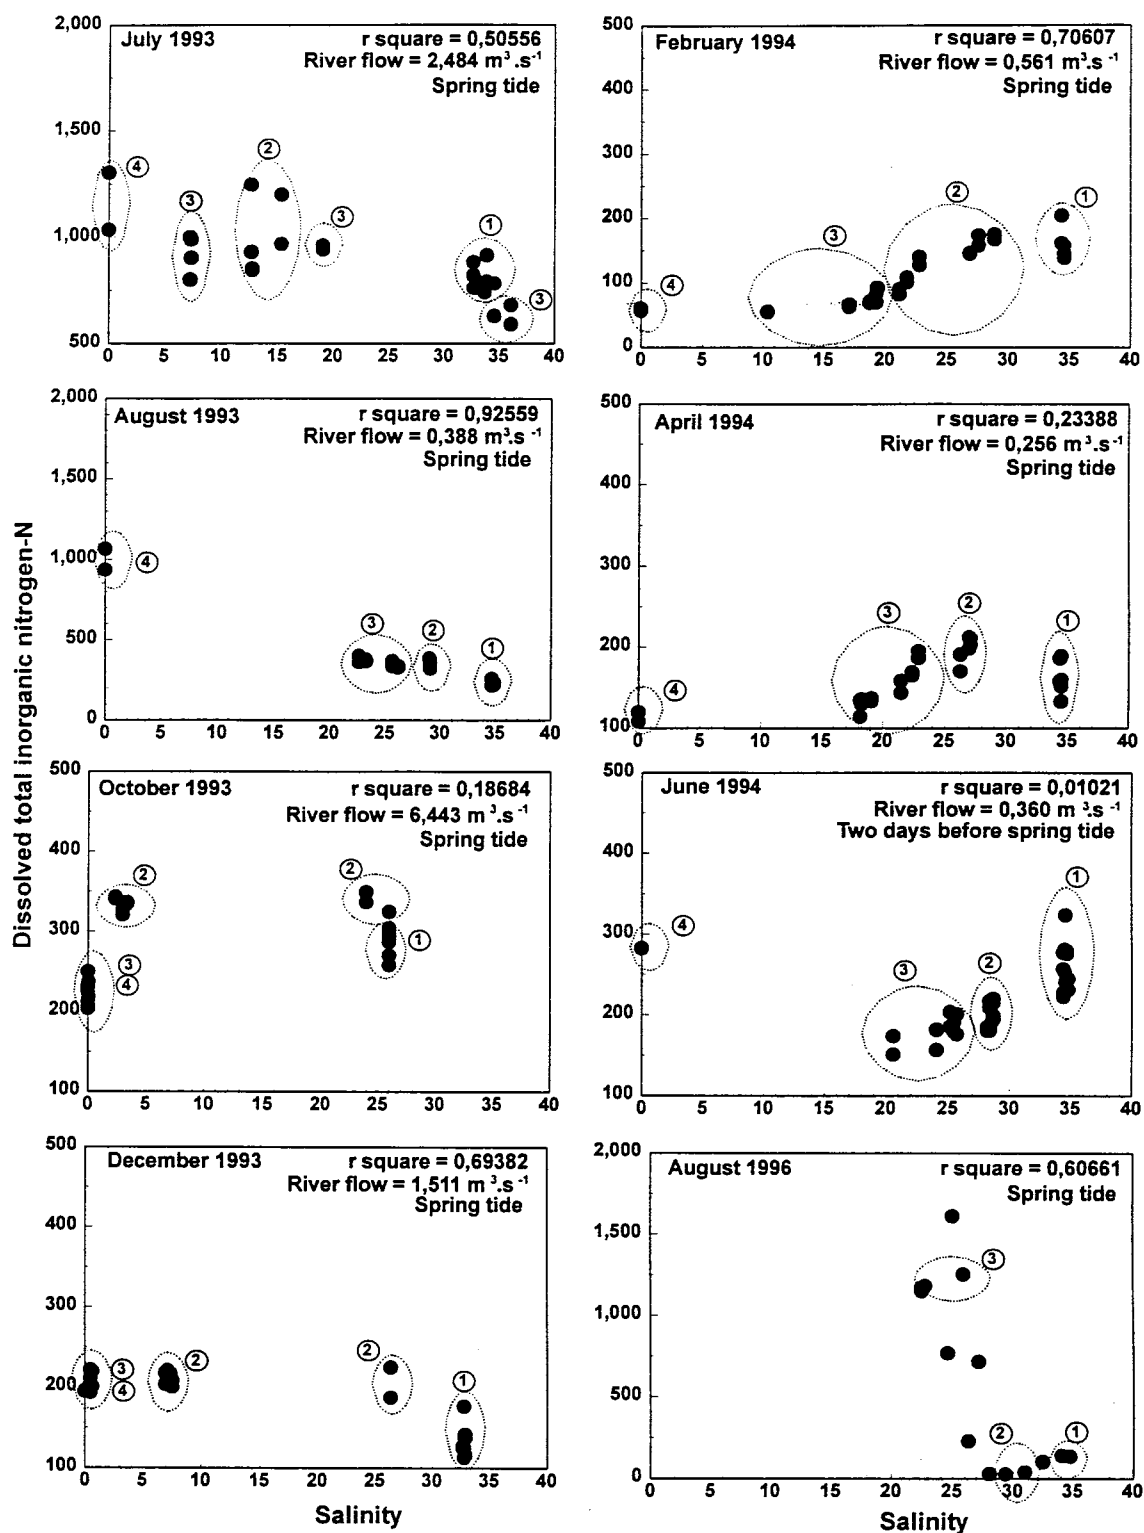 Dissolved total inorganic nitrogen-N
July 1993
r square = 0,50556
River flow = 2,484 m³.s⁻¹
Spring tide
2,000
1,500
1,000
500
4
3
2
3
1
3
0 5 10 15 20 25 30 35 40
February 1994
r square = 0,70607
River flow = 0,561 m³.s⁻¹
Spring tide
500
400
300
200
100
0
4
3
2
1
0 5 10 15 20 25 30 35 40
August 1993
r square = 0,92559
River flow = 0,388 m³.s⁻¹
Spring tide
2,000
1,500
1,000
500
0
4
3
2
1
0 5 10 15 20 25 30 35 40
April 1994
r square = 0,23388
River flow = 0,256 m³.s⁻¹
Spring tide
500
400
300
200
100
4
3
2
1
0 5 10 15 20 25 30 35 40
October 1993
r square = 0,18684
River flow = 6,443 m³.s⁻¹
Spring tide
500
400
300
200
100
2
3
4
2
1
0 5 10 15 20 25 30 35 40
June 1994
r square = 0,01021
River flow = 0,360 m³.s⁻¹
Two days before spring tide
500
400
300
200
100
4
3
2
1
0 5 10 15 20 25 30 35 40
December 1993
r square = 0,69382
River flow = 1,511 m³.s⁻¹
Spring tide
500
400
300
200
100
3
4
2
2
1
0 5 10 15 20 25 30 35 40
Salinity
August 1996
r square = 0,60661
Spring tide
2,000
1,500
1,000
500
0
3
2
1
0 5 10 15 20 25 30 35 40
Salinity